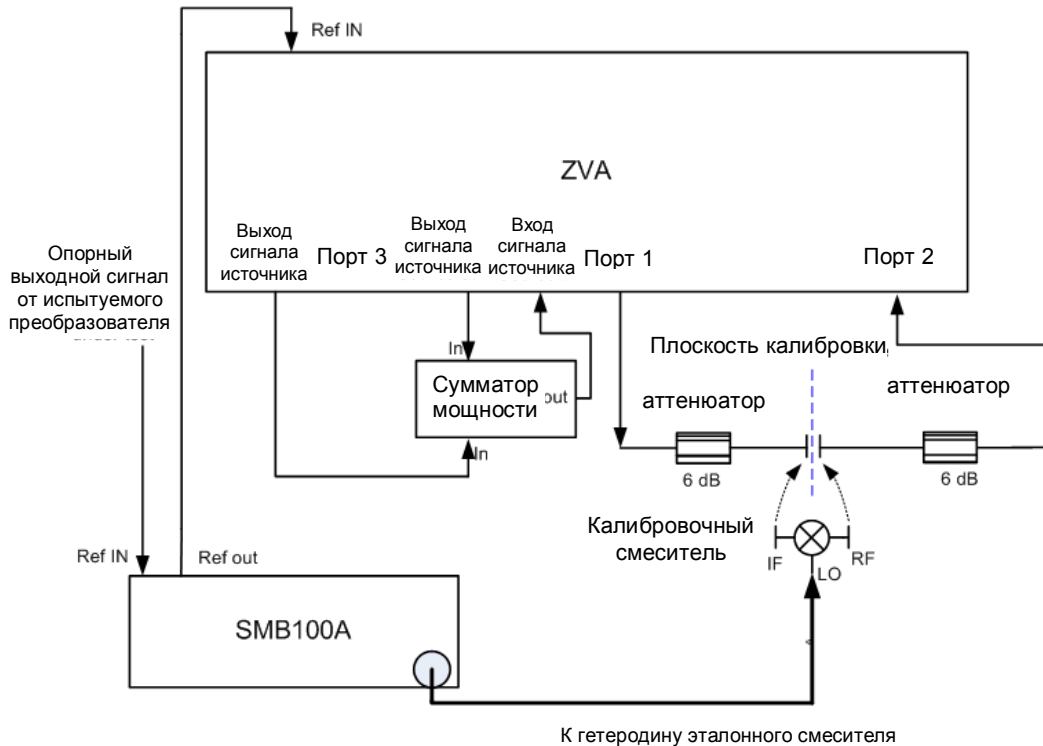 Ref IN
ZVA
Выход
сигнала
источника
Порт 3
Выход
сигнала
источника
Вход
сигнала
источника
Порт 1
Порт 2
Опорный
выходной сигнал
от испытуемого
преобразователя
In
Сумматор
мощности
out
In
Плоскость калибровки,
аттенюатор
аттенюатор
6 dB
6 dB
Калибровочный
смеситель
IF
RF
LO
Ref IN
Ref out
SMB100A
К гетеродину эталонного смесителя